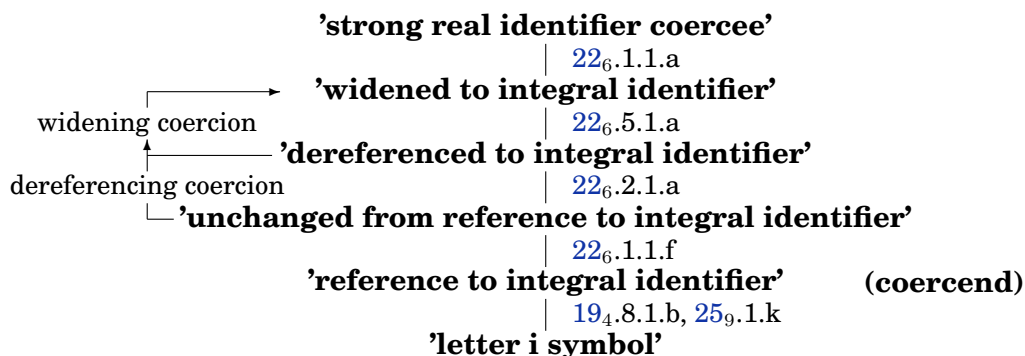 'strong real identifier coercee'
22₆.1.1.a
'widened to integral identifier'
widening coercion
22₆.5.1.a
'dereferenced to integral identifier'
dereferencing coercion
22₆.2.1.a
'unchanged from reference to integral identifier'
22₆.1.1.f
'reference to integral identifier' (coercend)
19₄.8.1.b, 25₉.1.k
'letter i symbol'